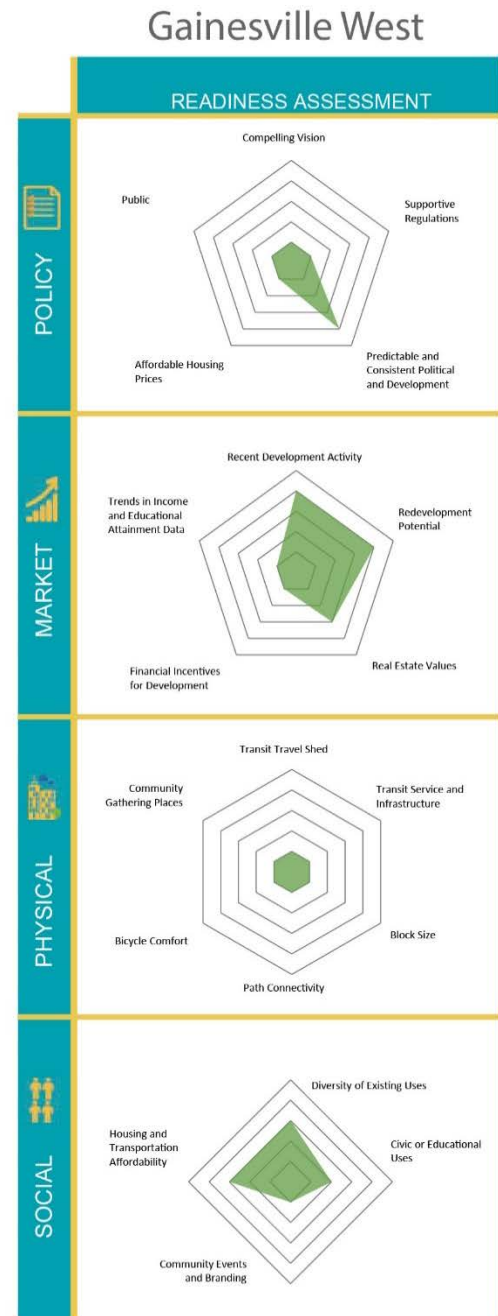 Gainesville West
READINESS ASSESSMENT
POLICY
Compelling Vision
Public
Supportive
Regulations
Affordable Housing
Prices
Predictable and
Consistent Political
and Development
MARKET
Recent Development Activity
Trends in Income
and Educational
Attainment Data
Redevelopment
Potential
Financial Incentives
for Development
Real Estate Values
PHYSICAL
Transit Travel Shed
Community
Gathering Places
Transit Service and
Infrastructure
Bicycle Comfort
Block Size
Path Connectivity
SOCIAL
Diversity of Existing Uses
Housing and
Transportation
Affordability
Civic or Educational
Uses
Community Events
and Branding